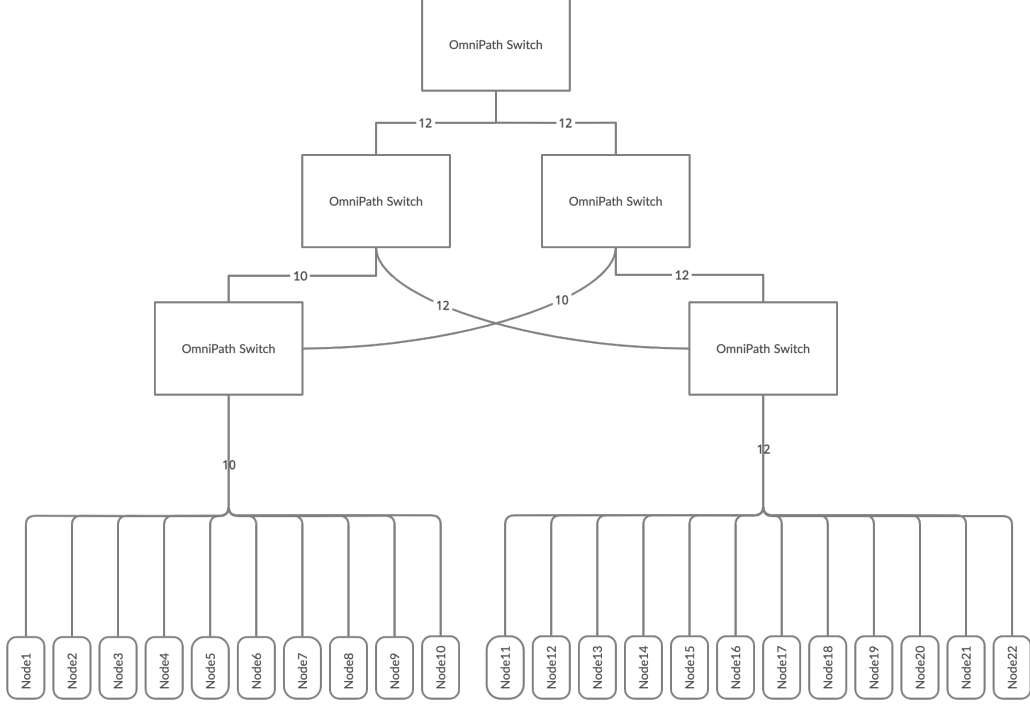 OmniPath Switch
12
12
OmniPath Switch
OmniPath Switch
10
12
12
10
OmniPath Switch
OmniPath Switch
10
12
Node1
Node2
Node3
Node4
Node5
Node6
Node7
Node8
Node9
Node10
Node11
Node12
Node13
Node14
Node15
Node16
Node17
Node18
Node19
Node20
Node21
Node22